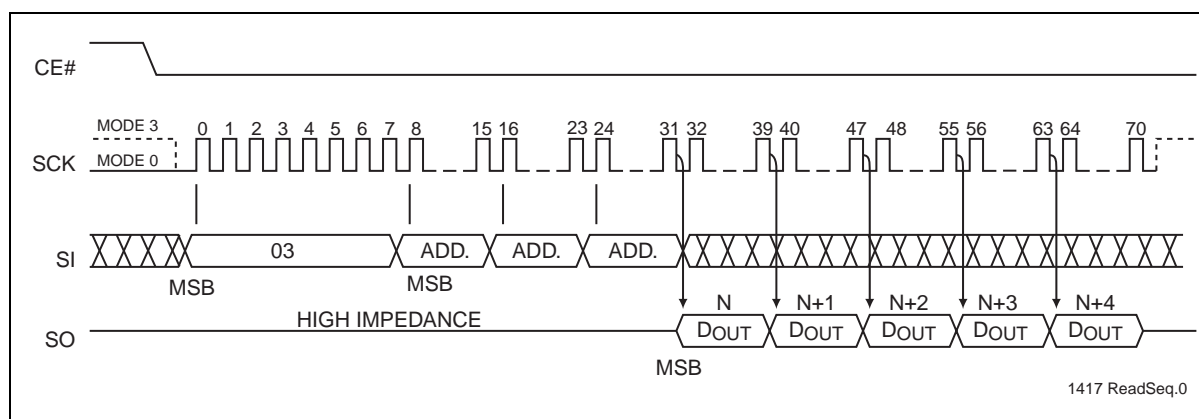 CE#
MODE 3
0 1 2 3 4 5 6 7 8 15 16 23 24 31 32 39 40 47 48 55 56 63 64 70
SCK
MODE 0
SI
03 ADD. ADD. ADD.
MSB MSB
N N+1 N+2 N+3 N+4
HIGH IMPEDANCE
SO
DOUT DOUT DOUT DOUT DOUT
MSB
1417 ReadSeq.0